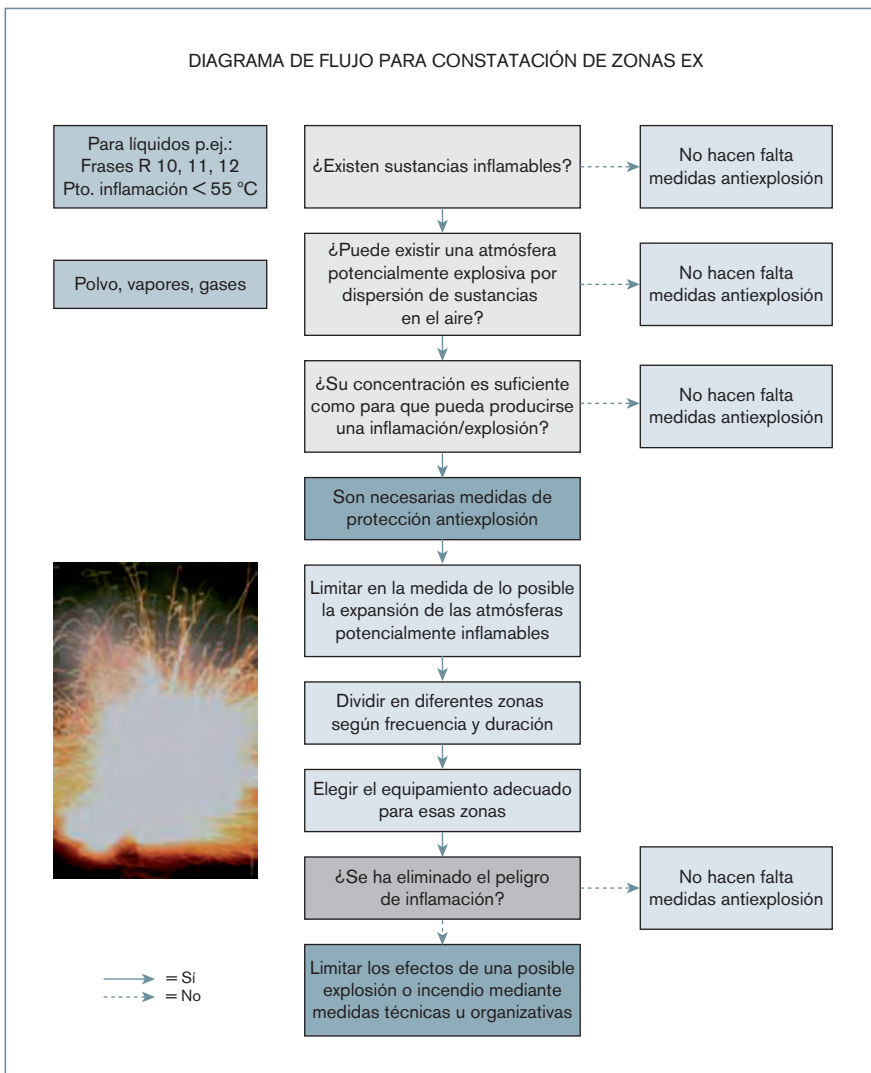 DIAGRAMA DE FLUJO PARA CONSTATACIÓN DE ZONAS EX
Para líquidos p.ej.:
Frases R 10, 11, 12
Pto. inflamación < 55 ºC
¿Existen sustancias inflamables?
No hacen falta
medidas antiexplosión
Polvo, vapores, gases
¿Puede existir una atmósfera
potencialmente explosiva por
dispersión de sustancias
en el aire?
No hacen falta
medidas antiexplosión
¿Su concentración es suficiente
como para que pueda producirse
una inflamación/explosión?
No hacen falta
medidas antiexplosión
Son necesarias medidas de
protección antiexplosión
Limitar en la medida de lo posible
la expansión de las atmósferas
potencialmente inflamables
Dividir en diferentes zonas
según frecuencia y duración
Elegir el equipamiento adecuado
para esas zonas
¿Se ha eliminado el peligro
de inflamación?
No hacen falta
medidas antiexplosión
Limitar los efectos de una posible
explosión o incendio mediante
medidas técnicas u organizativas
= Sí
= No